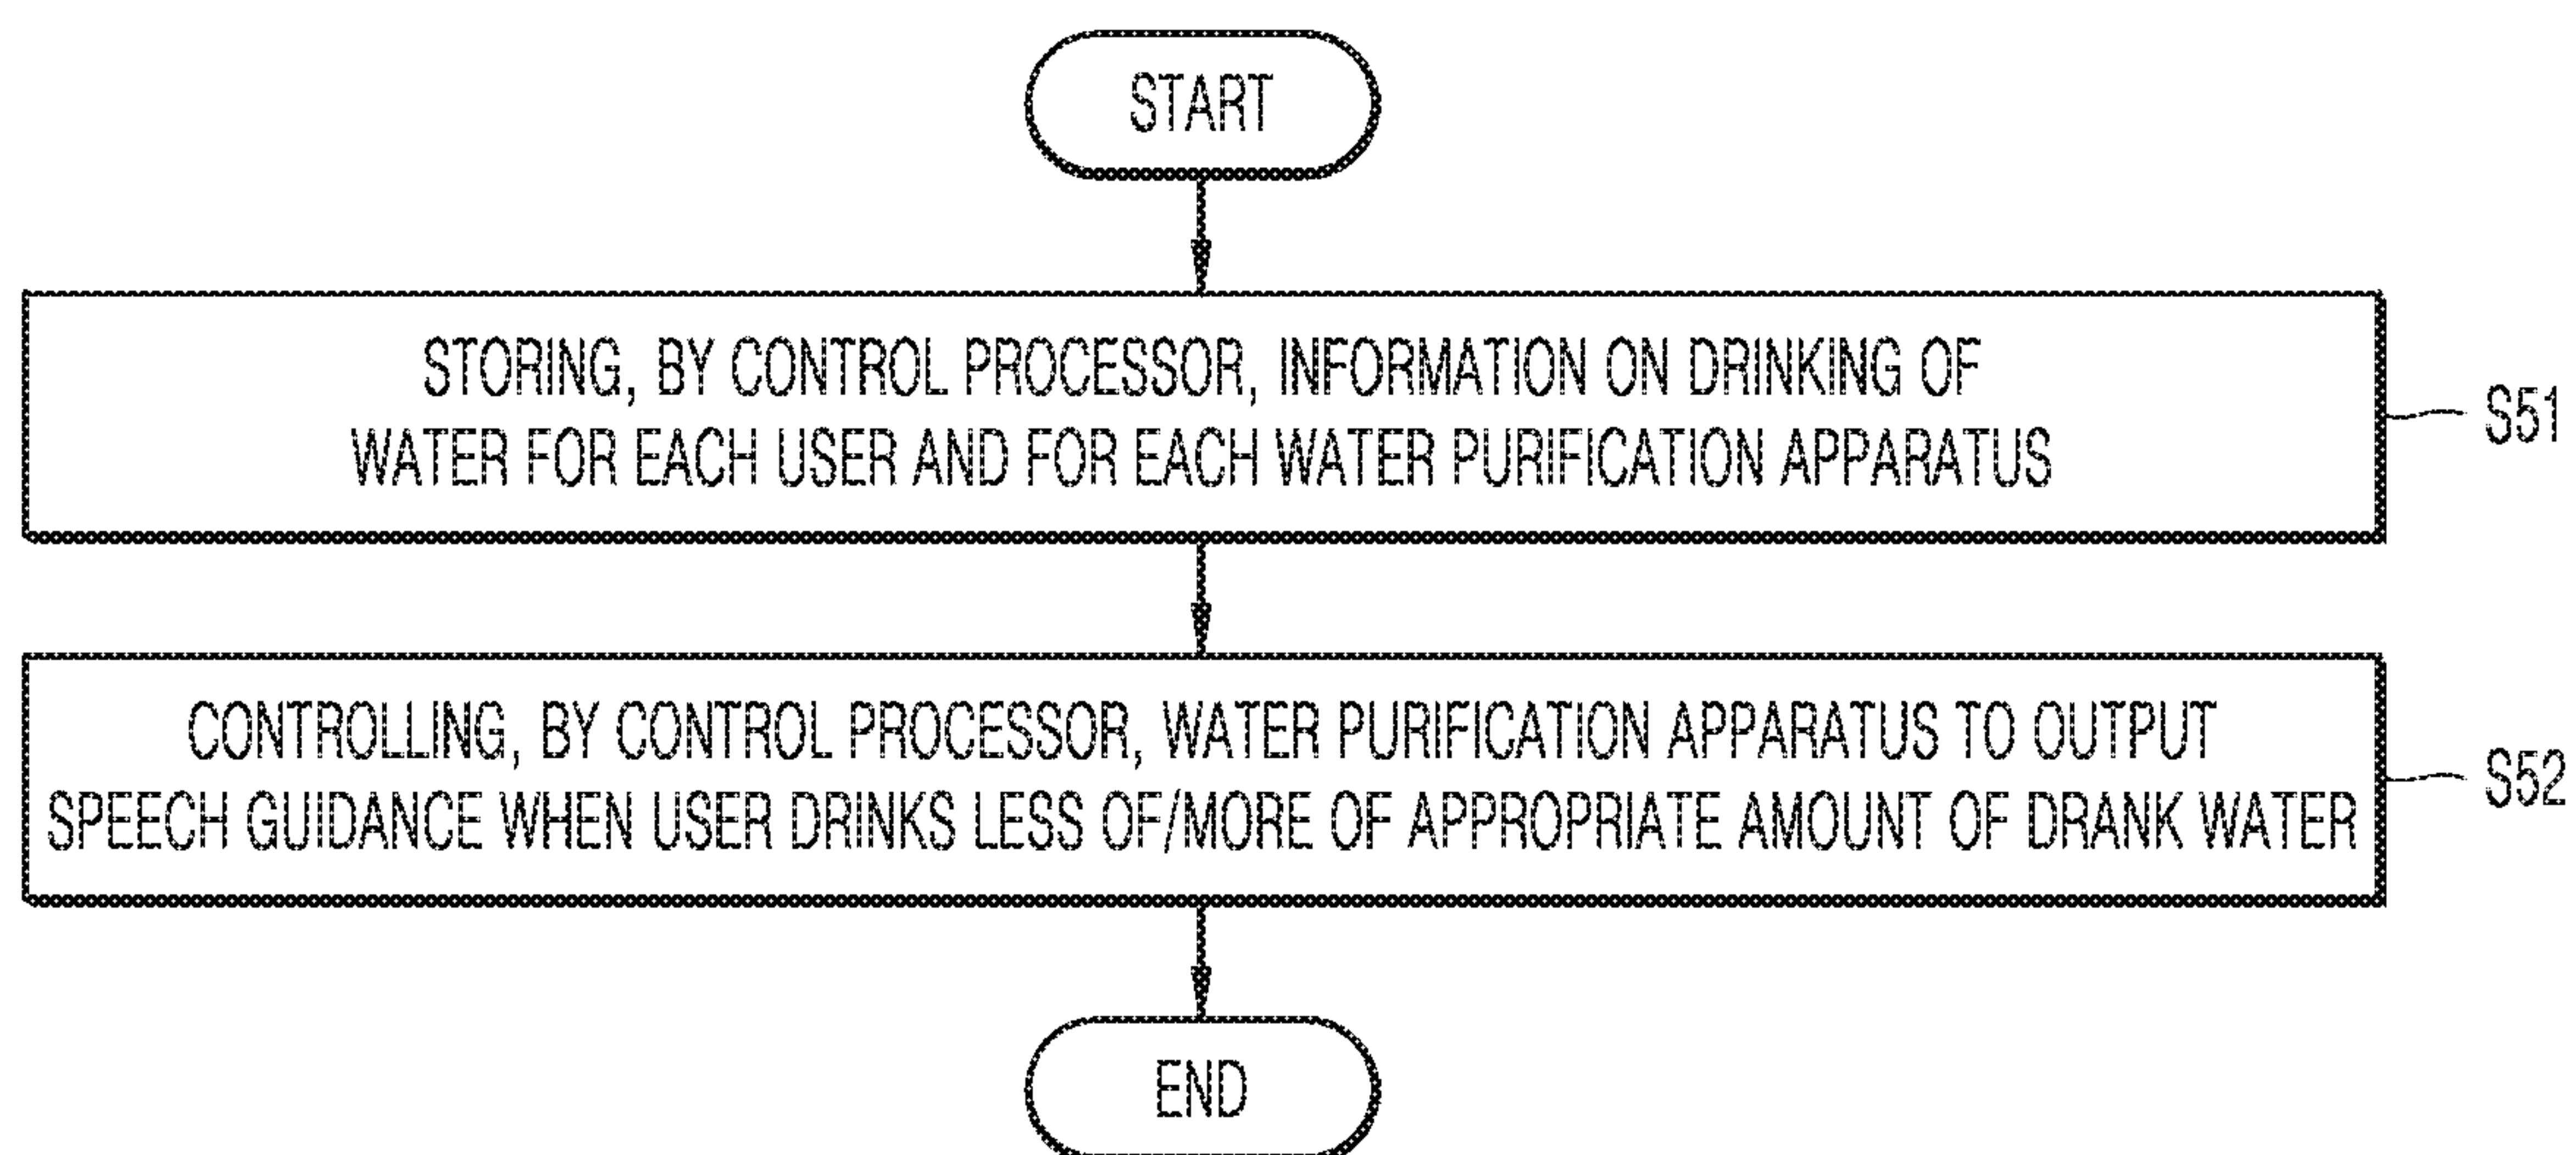 START
STORING, BY CONTROL PROCESSOR, INFORMATION ON DRINKING OF
WATER FOR EACH USER AND FOR EACH WATER PURIFICATION APPARATUS
S51
CONTROLLING, BY CONTROL PROCESSOR, WATER PURIFICATION APPARATUS TO OUTPUT
SPEECH GUIDANCE WHEN USER DRINKS LESS OF/MORE OF APPROPRIATE AMOUNT OF DRANK WATER
S52
END